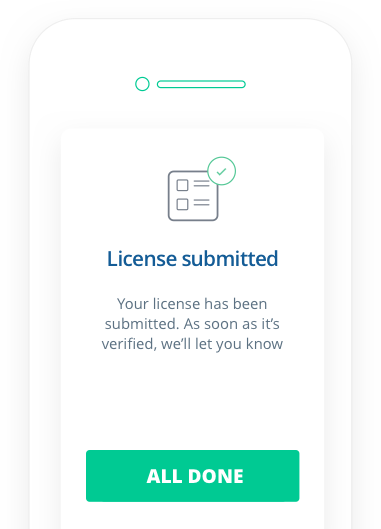 License submitted
Your license has been
submitted. As soon as it’s
verified, we’ll let you know
ALL DONE